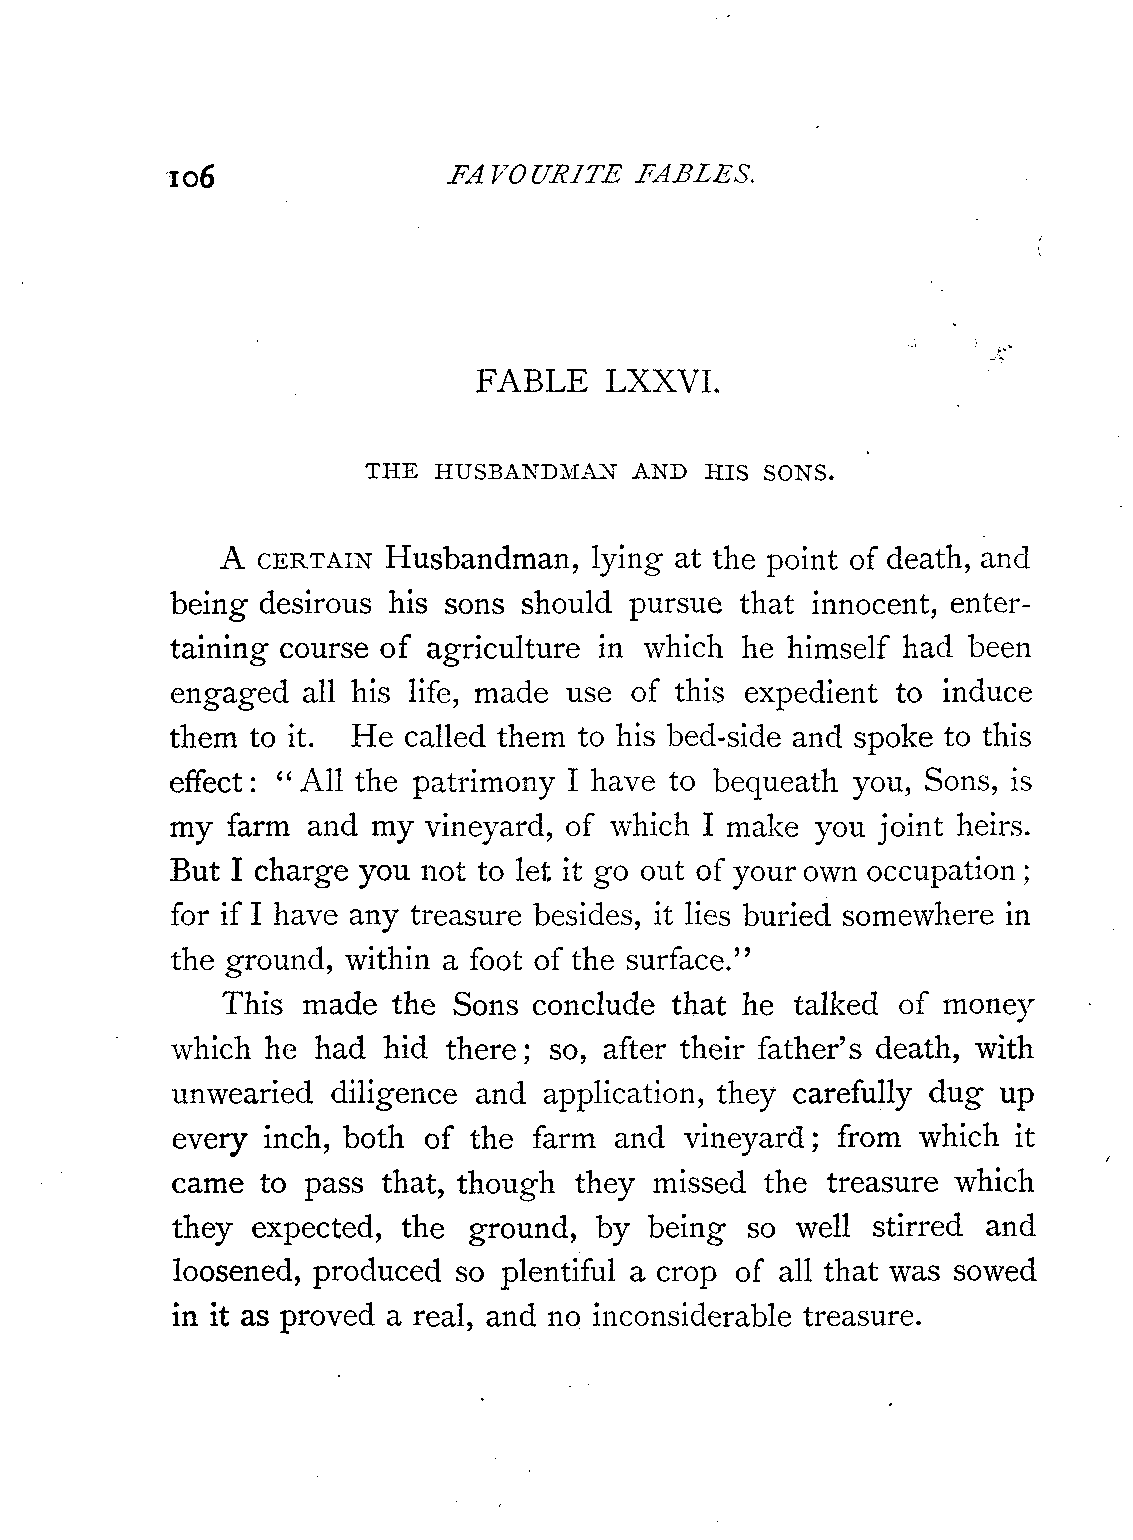 106 FAVOURITE FABLES.
FABLE LXXVI.
THE HUSBANDMAN AND HIS SONS.
A CERTAIN Husbandman, lying at the point of death, and
being desirous his sons should pursue that innocent, enter-
taining course of agriculture in which he himself had been
engaged all his life, made use of this expedient to induce
them to it. He called them to his bed-side and spoke to this
effect: "All the patrimony I have to bequeath you, Sons, is
my farm and my vineyard, of which I make you joint heirs.
But I charge you not to let it go out of your own occupation;
for if I have any treasure besides, it lies buried somewhere in
the ground, within a foot of the surface."
This made the Sons conclude that he talked of money
which he had hid there; so, after their father's death, with
unwearied diligence and application, they carefully dug up
every inch, both of the farm and vineyard; from which it
came to pass that, though they missed the treasure which
they expected, the ground, by being so well stirred and
loosened, produced so plentiful a crop of all that was sowed
in it as proved a real, and no inconsiderable treasure.